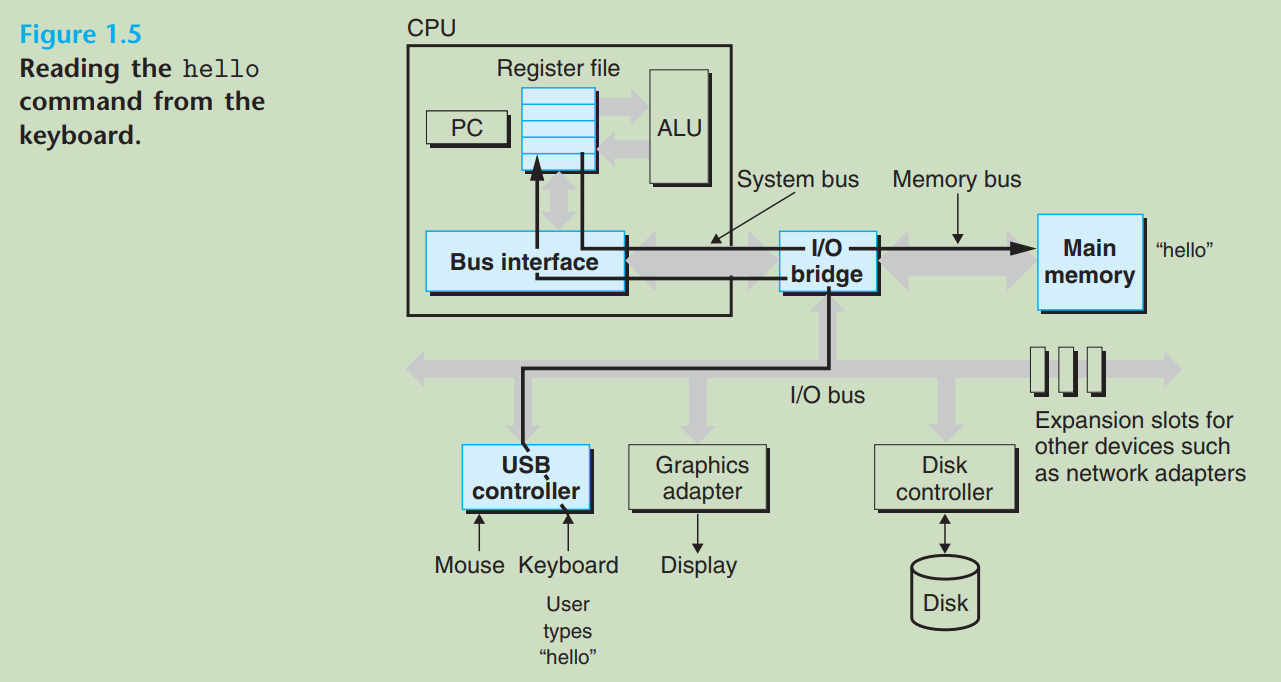 Figure 1.5
Reading the hello
command from the
keyboard.
CPU
Register file
PC
ALU
System bus
Memory bus
Bus interface
I/O
bridge
Main
memory
“hello”
I/O bus
Expansion slots for
other devices such
as network adapters
USB
controller
Graphics
adapter
Disk
controller
Mouse
Keyboard
Display
Disk
User
types
“hello”